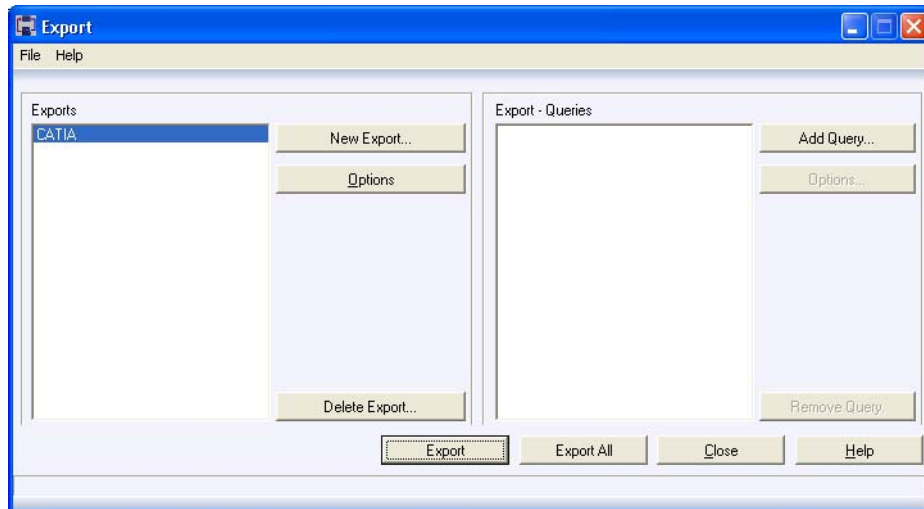 Export
File Help
Exports
CATIA
New Export...
Options
Delete Export...
Export - Queries
Add Query...
Options...
Remove Query.
Export
Export All
Close
Help